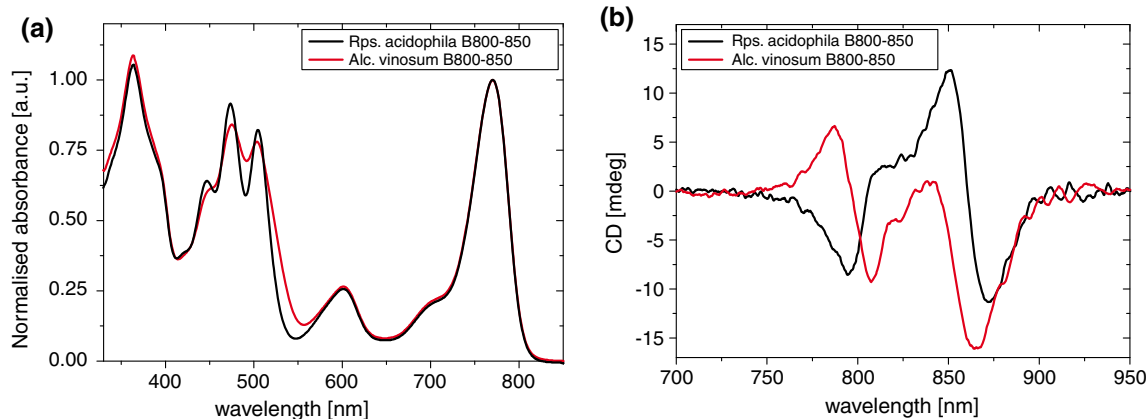 (a)
Rps. acidophila B800-850
Alc. vinosum B800-850
Normalised absorbance [a.u.]
1.00
0.75
0.50
0.25
0.00
400 500 600 700 800
wavelength [nm]
(b)
Rps. acidophila B800-850
Alc. vinosum B800-850
CD [mdeg]
15
10
5
0
-5
-10
-15
700 750 800 850 900 950
wavelength [nm]